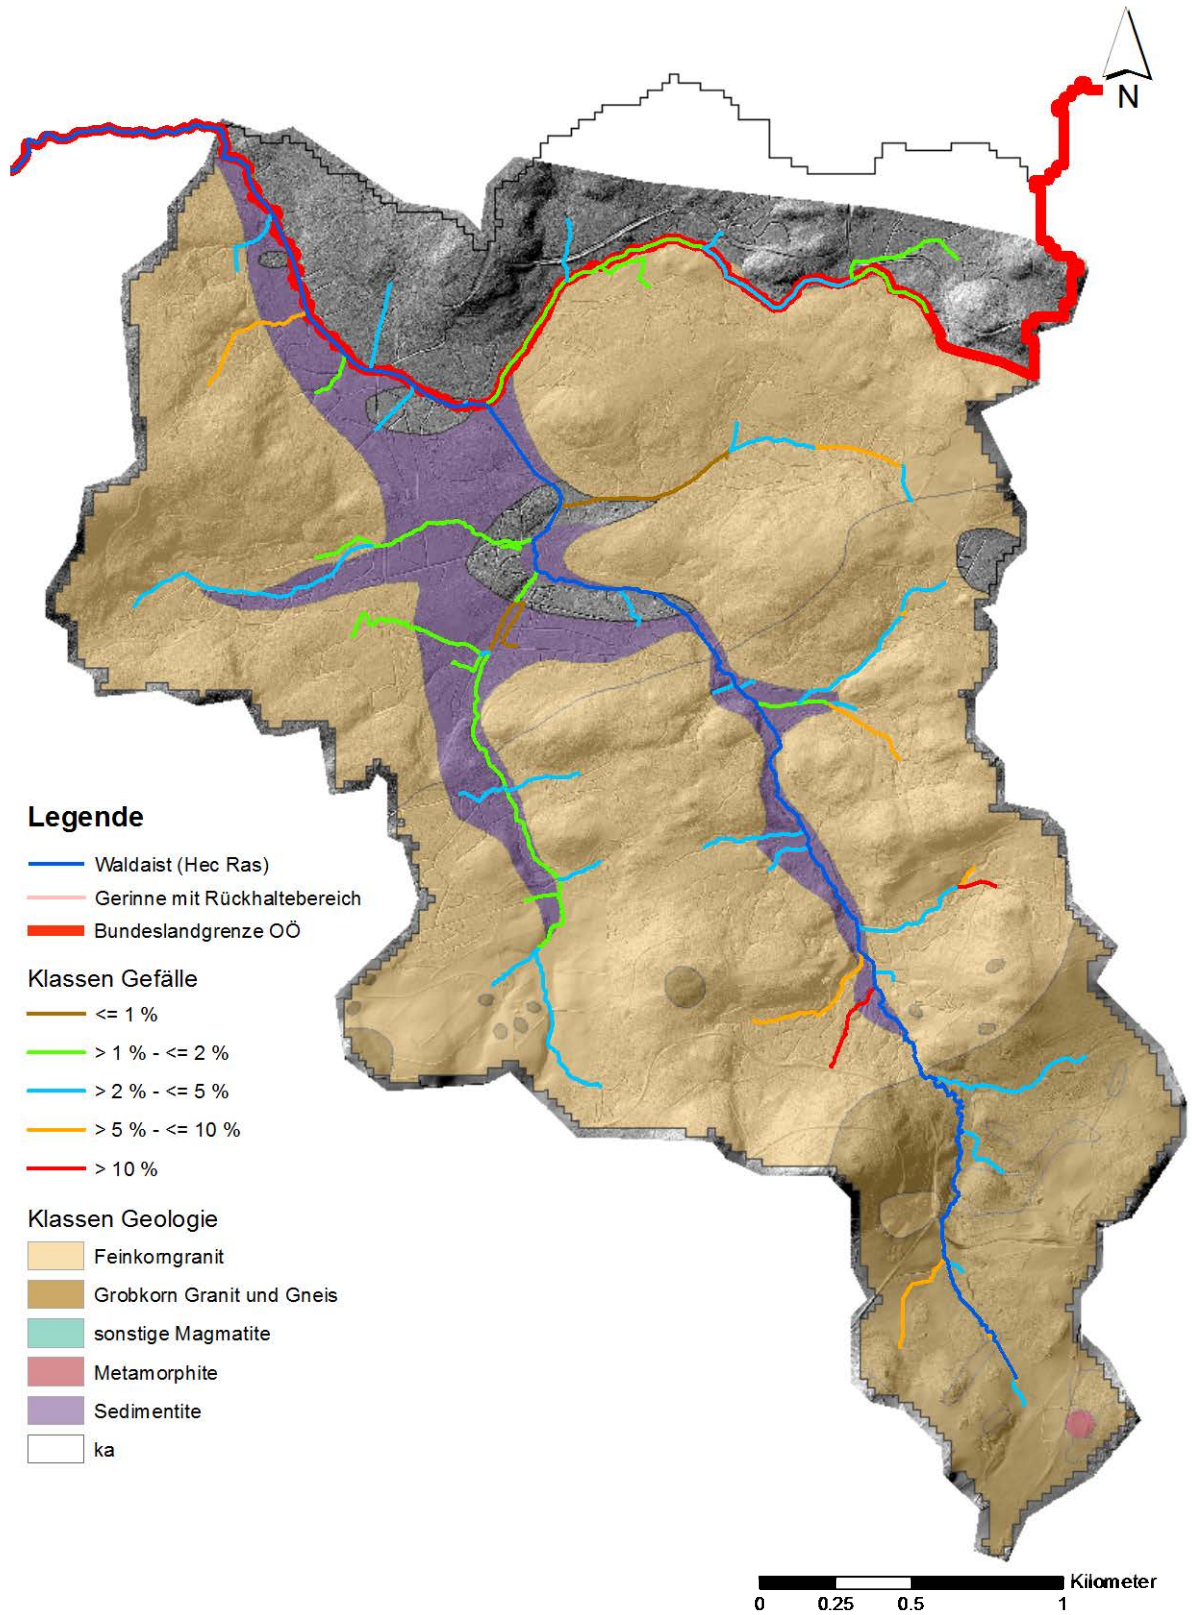 N
Legende
Waldaist (Hec Ras)
Gerinne mit Rückhaltebereich
Bundeslandgrenze OÖ
Klassen Gefälle
<= 1 %
> 1 % - <= 2 %
> 2 % - <= 5 %
> 5 % - <= 10 %
> 10 %
Klassen Geologie
Feinkorngranit
Grobkorn Granit und Gneis
sonstige Magmatite
Metamorphite
Sedimentite
ka
Kilometer
0 0.25 0.5 1